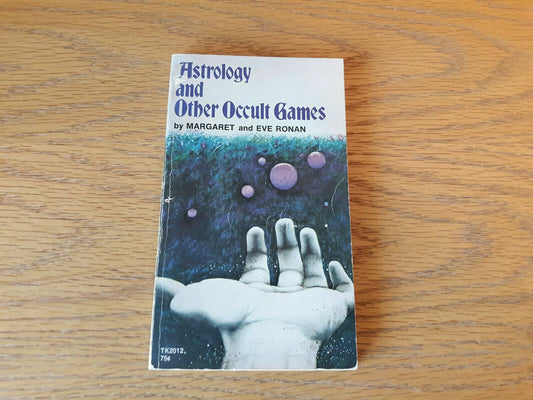 Astrology
and
Other Occult Games
by MARGARET and EVE RONAN
TK2012
75¢